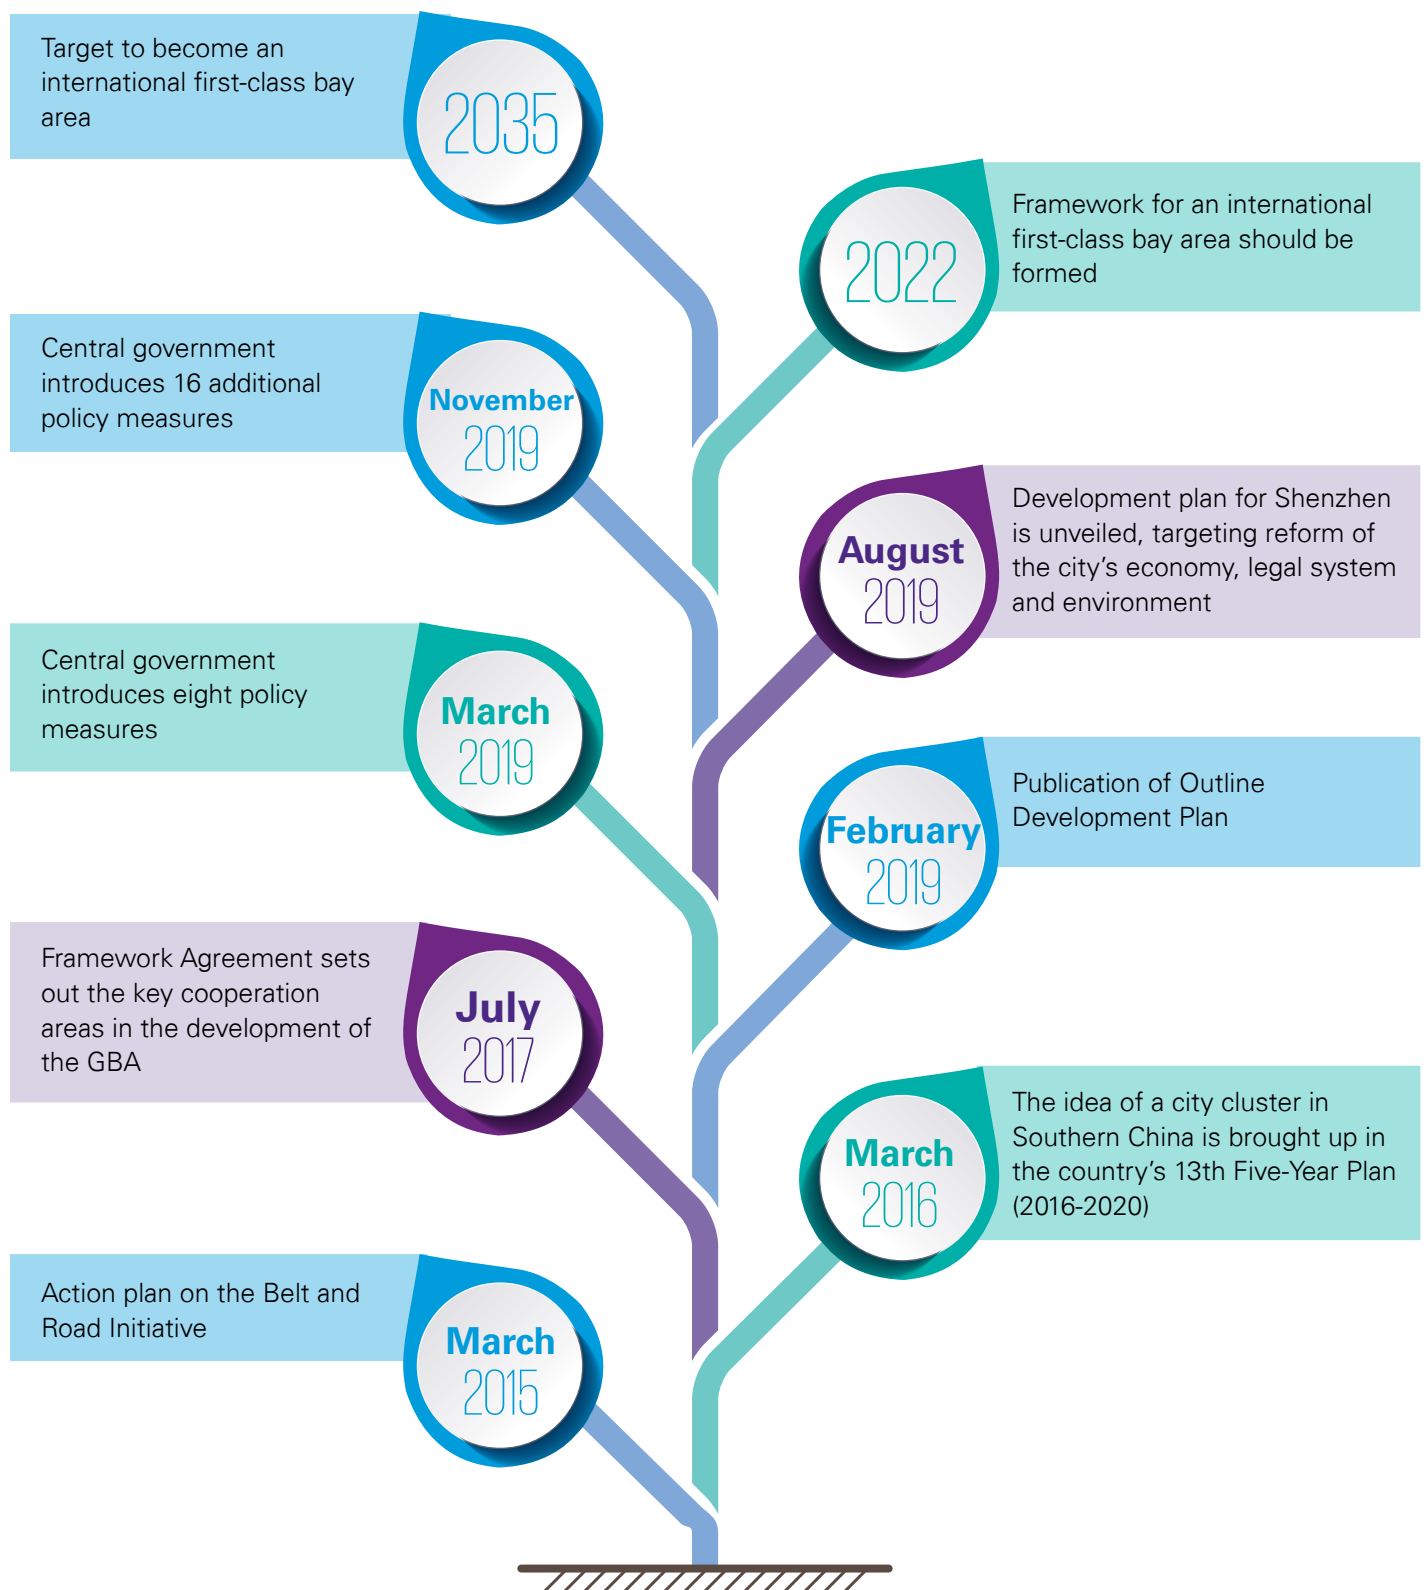 Target to become an
international first-class bay
area
2035
Framework for an international
first-class bay area should be
formed
2022
Central government
introduces 16 additional
policy measures
November
2019
Development plan for Shenzhen
is unveiled, targeting reform of
the city’s economy, legal system
and environment
August
2019
Central government
introduces eight policy
measures
March
2019
Publication of Outline
Development Plan
February
2019
Framework Agreement sets
out the key cooperation
areas in the development of
the GBA
July
2017
The idea of a city cluster in
Southern China is brought up in
the country’s 13th Five-Year Plan
(2016-2020)
March
2016
Action plan on the Belt and
Road Initiative
March
2015